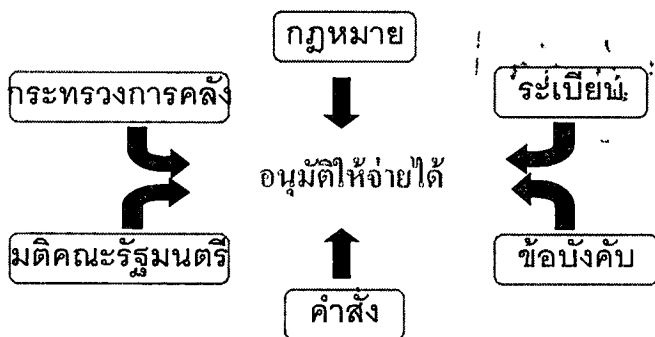 กฎหมาย
กระทรวงการคลัง
ระเบียบ
อนุมัติให้จ่ายได้
มติคณะรัฐมนตรี
ข้อบังคับ
คำสั่ง